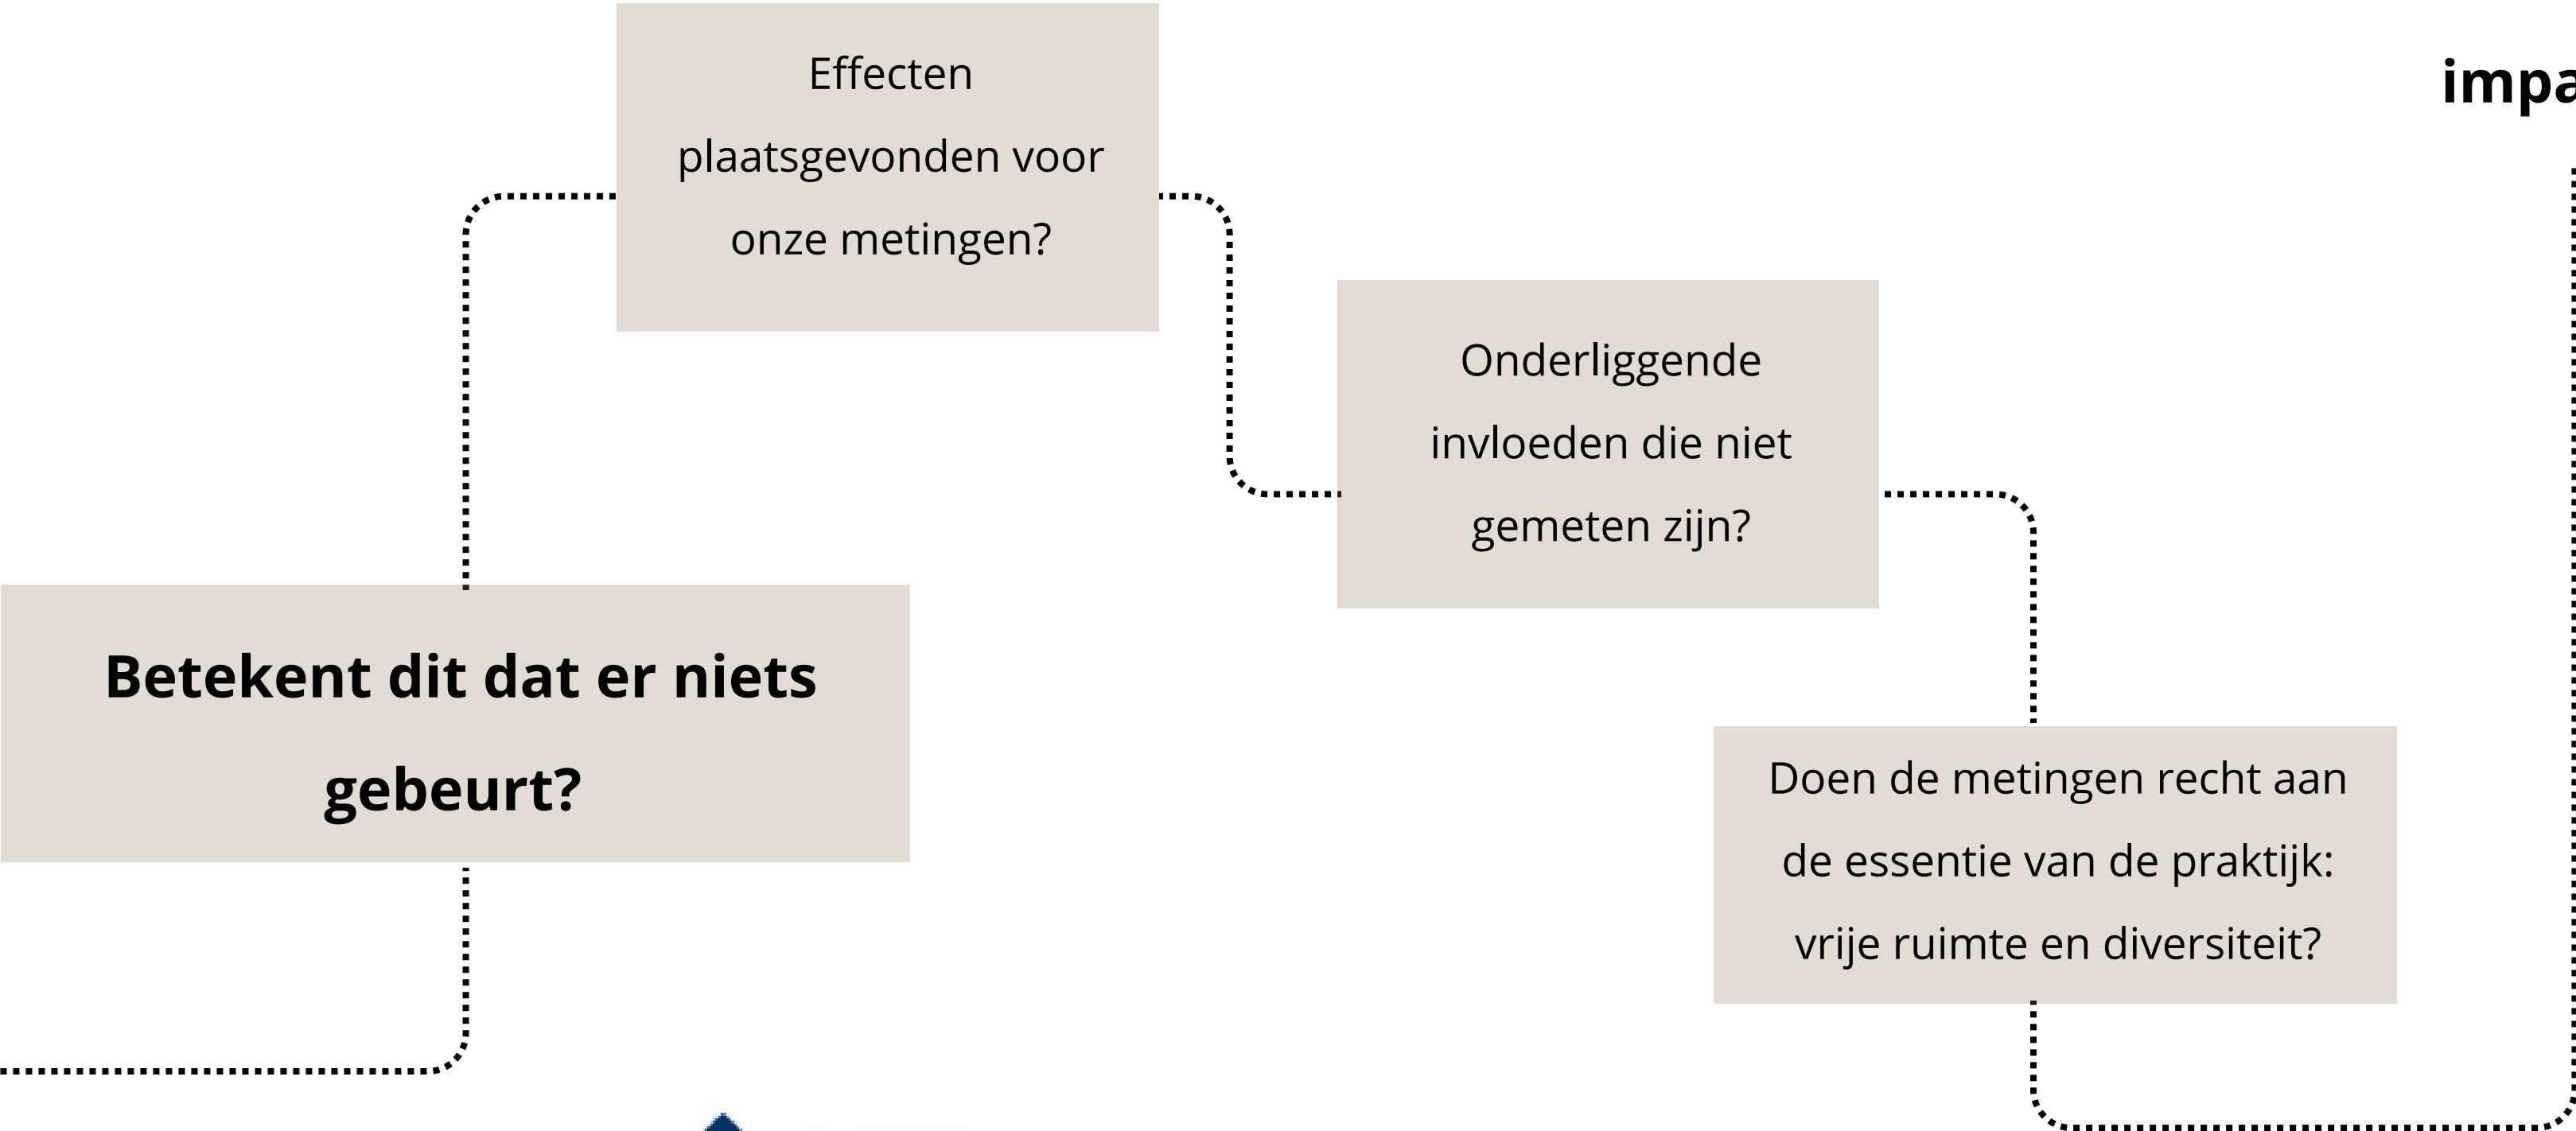 Effecten
plaatsgevonden voor
onze metingen?
Onderliggende
invloeden die niet
gemeten zijn?
Betekent dit dat er niets
gebeurt?
Doen de metingen recht aan
de essentie van de praktijk:
vrije ruimte en diversiteit?